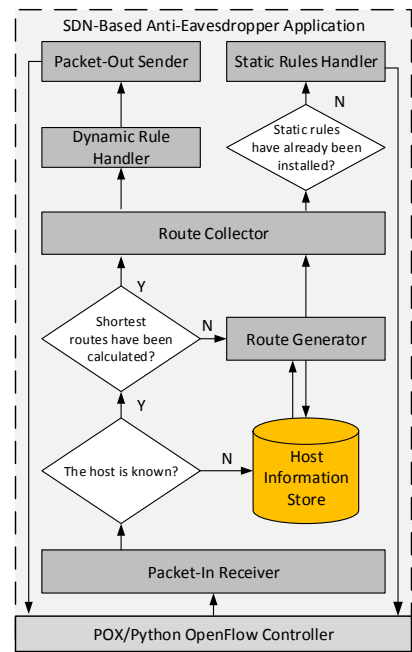 SDN-Based Anti-Eavesdropper Application
Packet-Out Sender
Static Rules Handler
N
Dynamic Rule
Handler
Static rules
have already been
installed?
Route Collector
Y
Shortest
routes have been
calculated?
N
Route Generator
Y
The host is known?
N
Host
Information
Store
Packet-In Receiver
POX/Python OpenFlow Controller